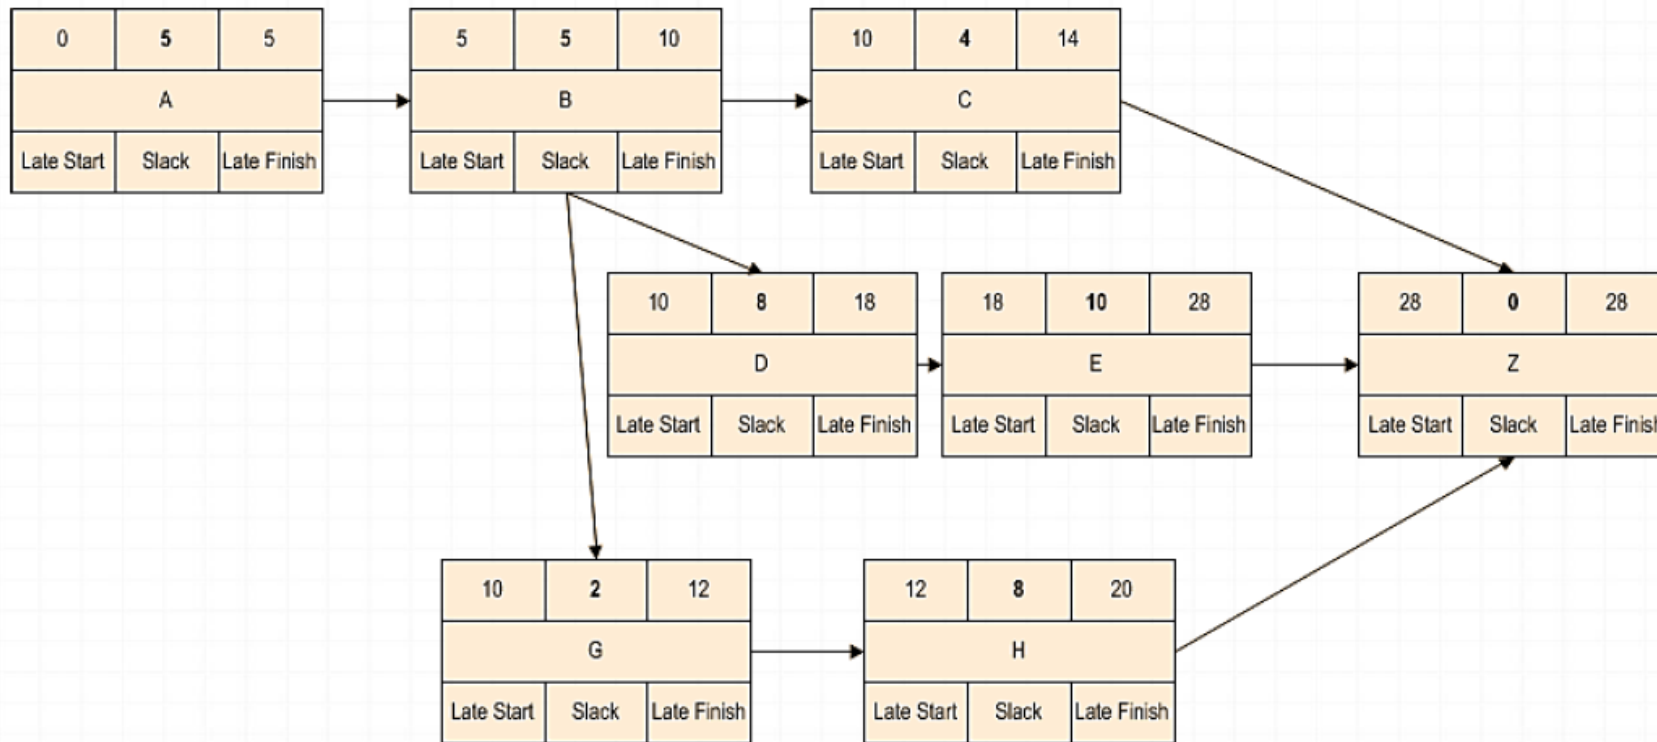 0 5 5
A
Late Start Slack Late Finish
5 5 10
B
Late Start Slack Late Finish
10 4 14
C
Late Start Slack Late Finish
10 8 18
D
Late Start Slack Late Finish
18 10 28
E
Late Start Slack Late Finish
28 0 28
Z
Late Start Slack Late Finish
10 2 12
G
Late Start Slack Late Finish
12 8 20
H
Late Start Slack Late Finish